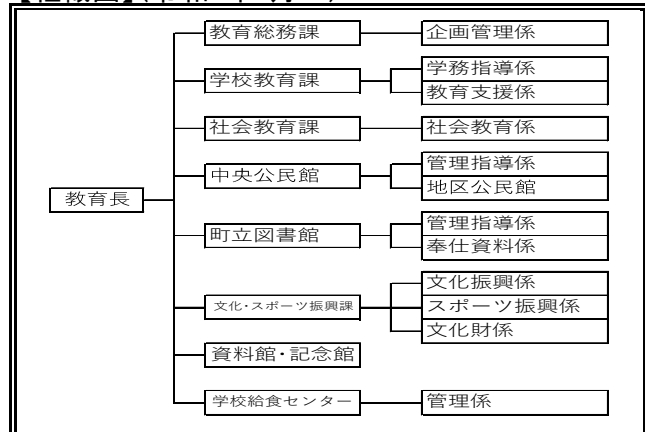 教育総務課
企画管理係
学校教育課
学務指導係
教育支援係
社会教育課
社会教育係
中央公民館
管理指導係
地区公民館
教育長
町立図書館
管理指導係
奉仕資料係
文化・スポーツ振興課
文化振興係
スポーツ振興係
文化財係
資料館・記念館
学校給食センター
管理係